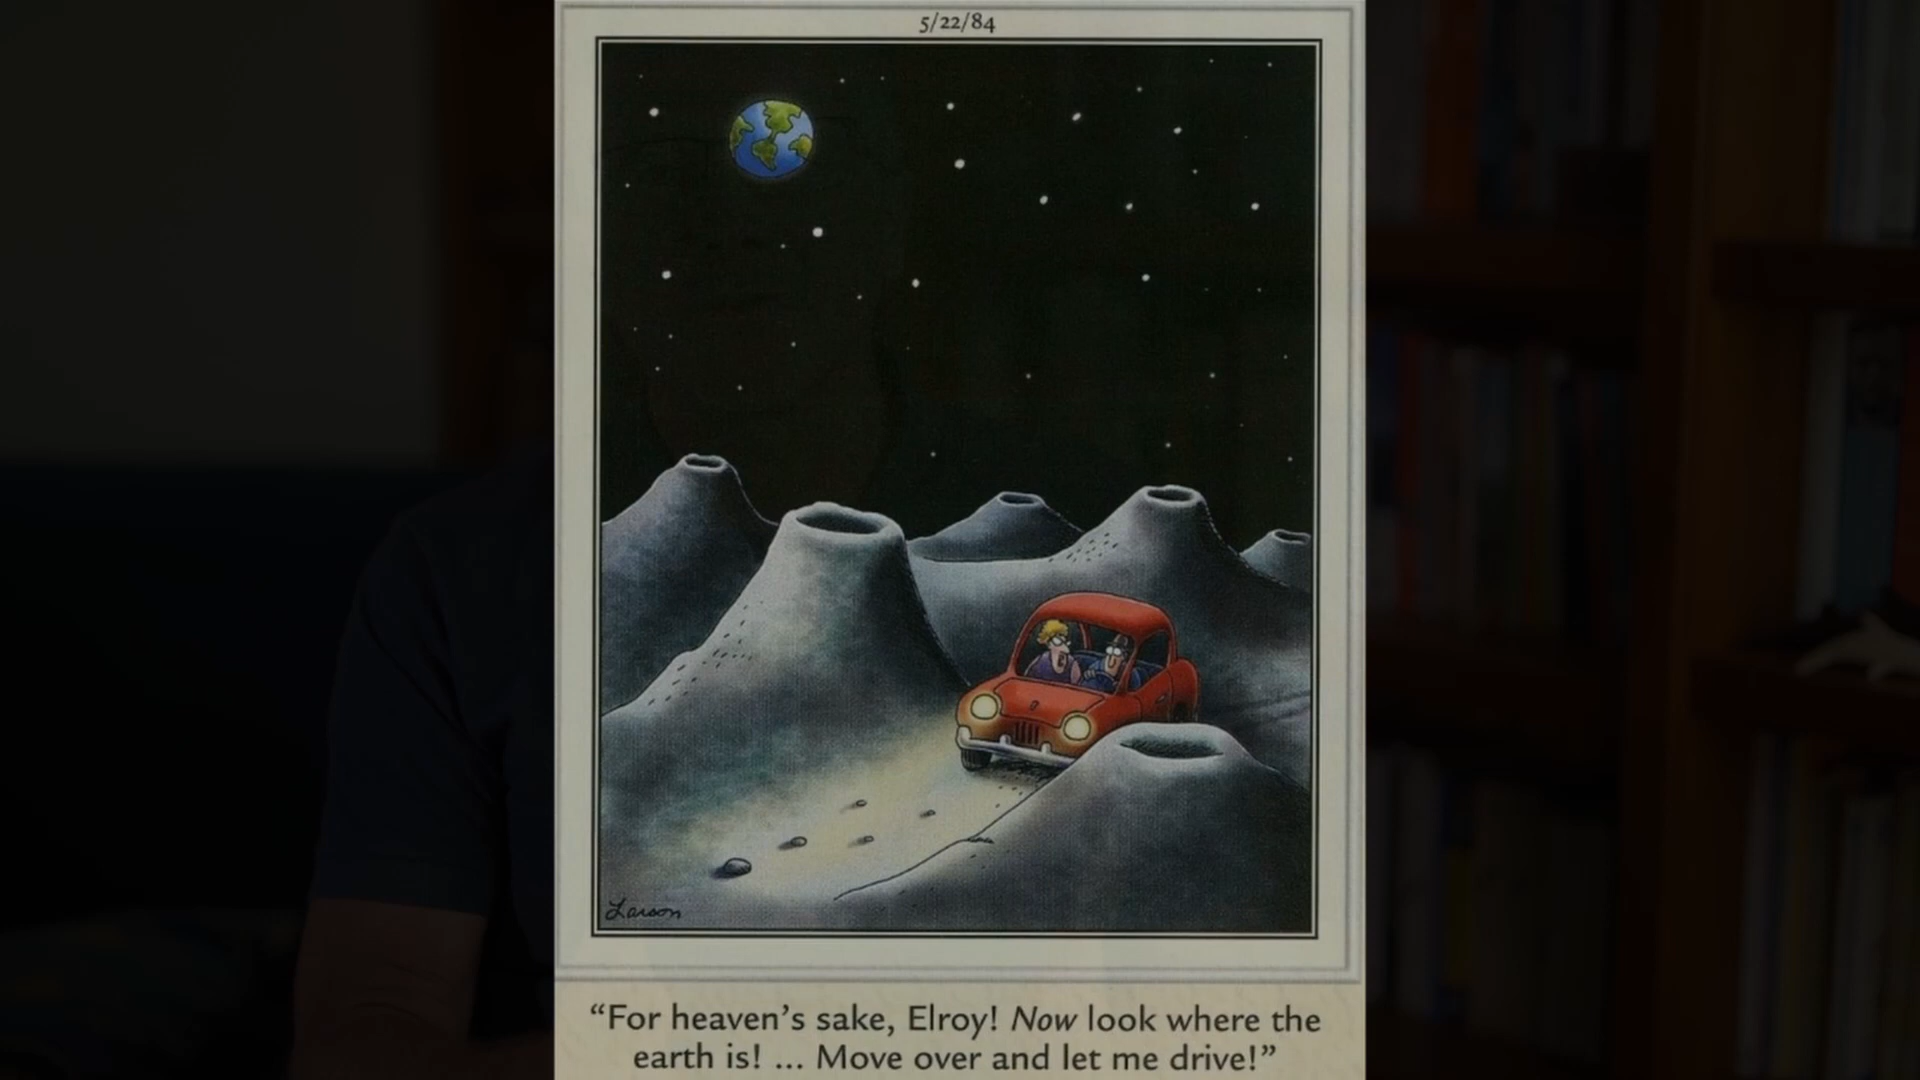 5/22/84
Larson
“For heaven’s sake, Elroy! Now look where the
earth is! ... Move over and let me drive!”